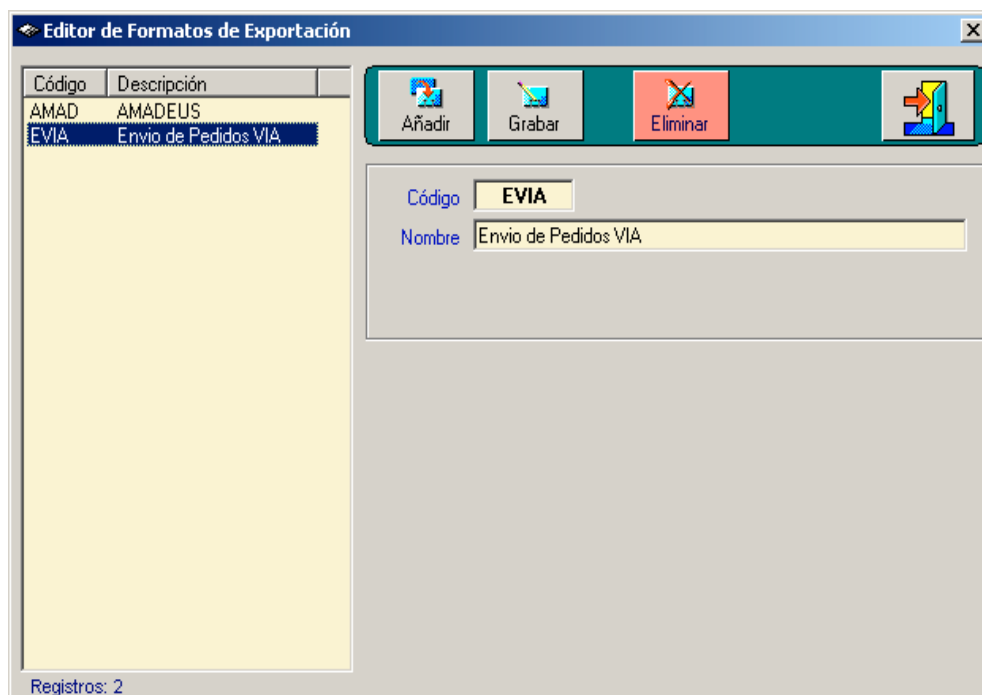 Editor de Formatos de Exportación
Código Descripción
AMAD AMADEUS
EVIA Envio de Pedidos VIA
Registros: 2
Añadir Grabar Eliminar
Código EVIA
Nombre Envio de Pedidos VIA